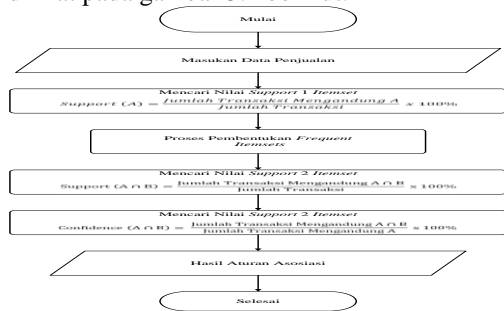 Mulai
Masukan Data Penjualan
Mencari Nilai Support 1 Itemset
Support (A) = Jumlah Transaksi Mengandung A / Jumlah Transaksi x 100%
Proses Pembentukan Frequent
Itemsets
Mencari Nilai Support 2 Itemset
Support (A ∩ B) = Jumlah Transaksi Mengandung A ∩ B / Jumlah Transaksi x 100%
Mencari Nilai Support 2 Itemset
Confidence (A ∩ B) = Jumlah Transaksi Mengandung A ∩ B / Jumlah Transaksi Mengandung A x 100%
Hasil Aturan Asosiasi
Selesai